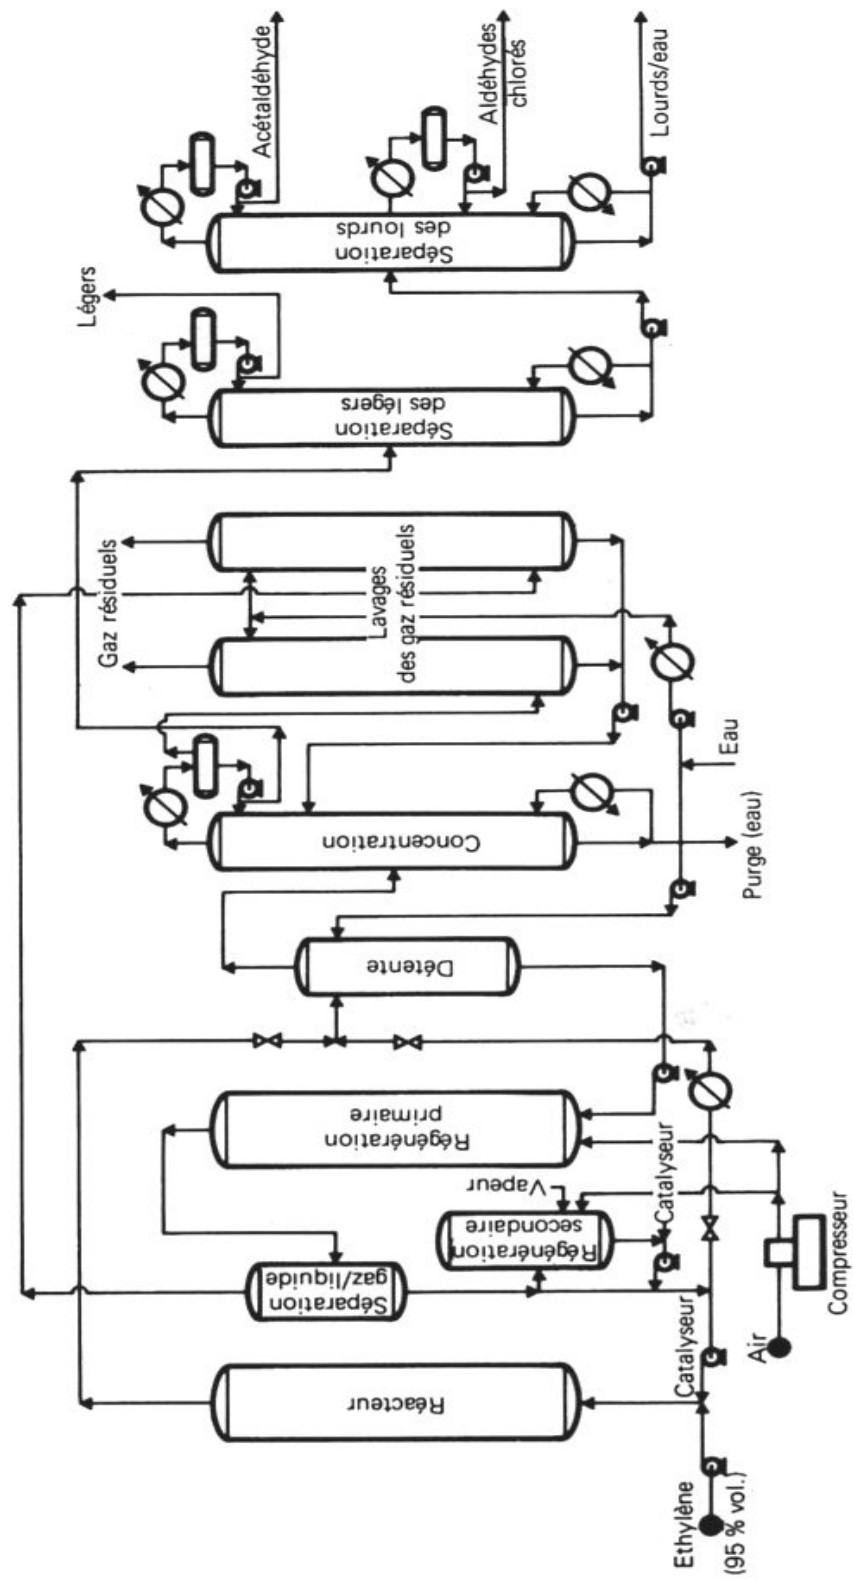 Ethylène
(95 % vol.)
Réacteur
Catalyseur
Air
Compresseur
Séparation
gaz/liquide
Régénération
secondaire
Vapeur
Catalyseur
Régénération
primaire
Détente
Purge (eau)
Eau
Concentration
Gaz résiduels
Lavages
des gaz résiduels
Séparation
des légers
Légers
Séparation
des lourds
Acétaldéhyde
Aldéhydes
chlorés
Lourds/eau